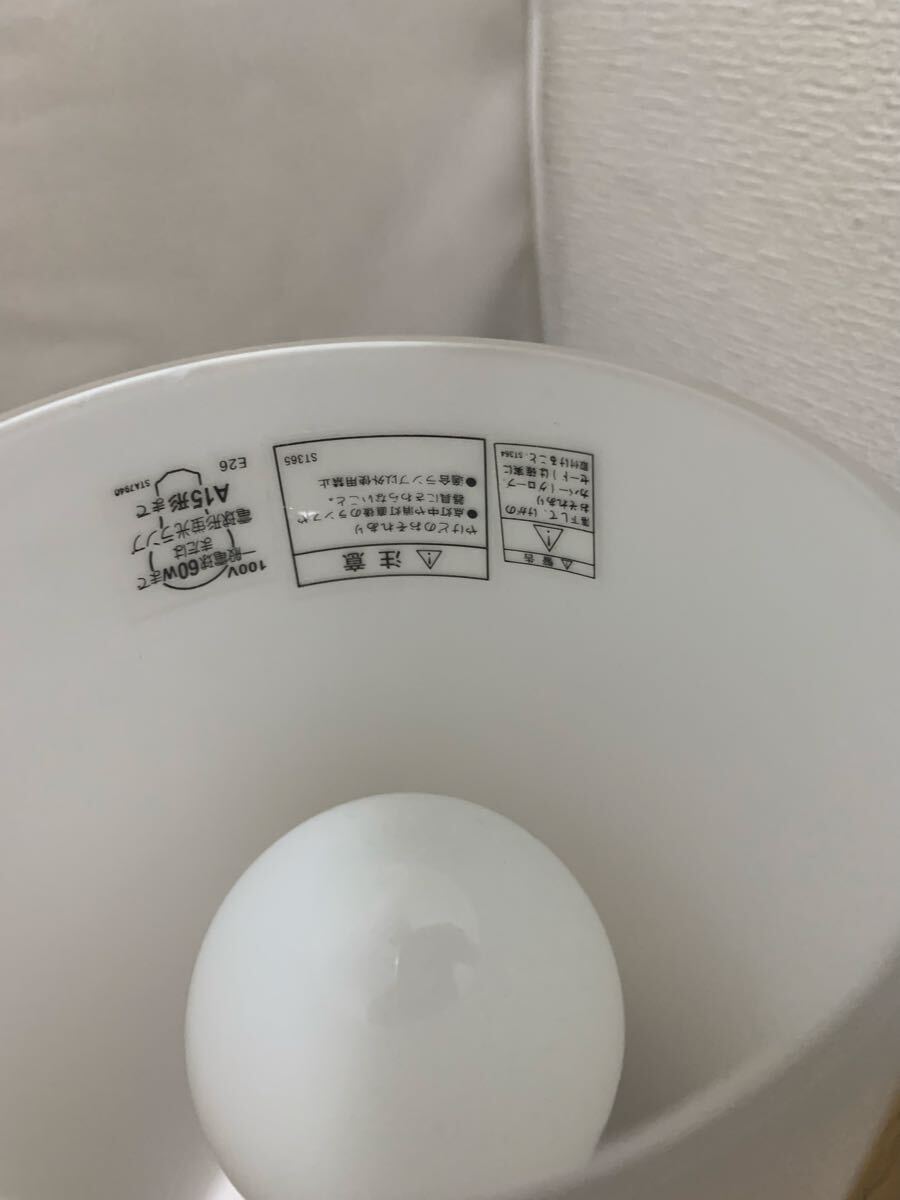 警告
落下して、けがの
おそれあり
カバー(グローブ、
セード)は確実に
取付けること。ST364
注意
やけどのおそれあり
●点灯中や消灯直後のランプや
器具にさわらないこと。
●適合ランプ以外使用禁止
ST365
100V
一般電球60Wまで
または
電球形蛍光ランプ
A15形まで
E26
STA7940